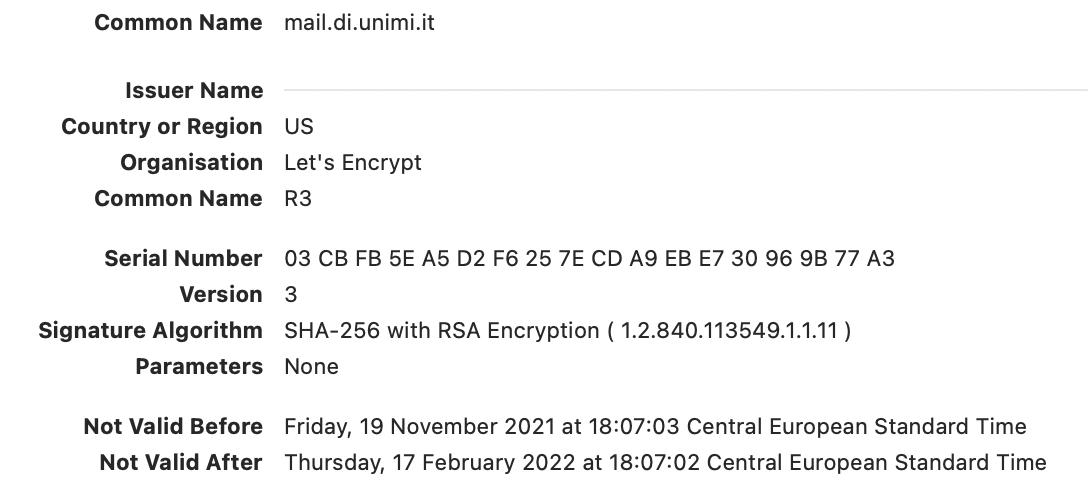 Common Name mail.di.unimi.it
Issuer Name
Country or Region US
Organisation Let's Encrypt
Common Name R3
Serial Number 03 CB FB 5E A5 D2 F6 25 7E CD A9 EB E7 30 96 9B 77 A3
Version 3
Signature Algorithm SHA-256 with RSA Encryption ( 1.2.840.113549.1.1.11 )
Parameters None
Not Valid Before Friday, 19 November 2021 at 18:07:03 Central European Standard Time
Not Valid After Thursday, 17 February 2022 at 18:07:02 Central European Standard Time